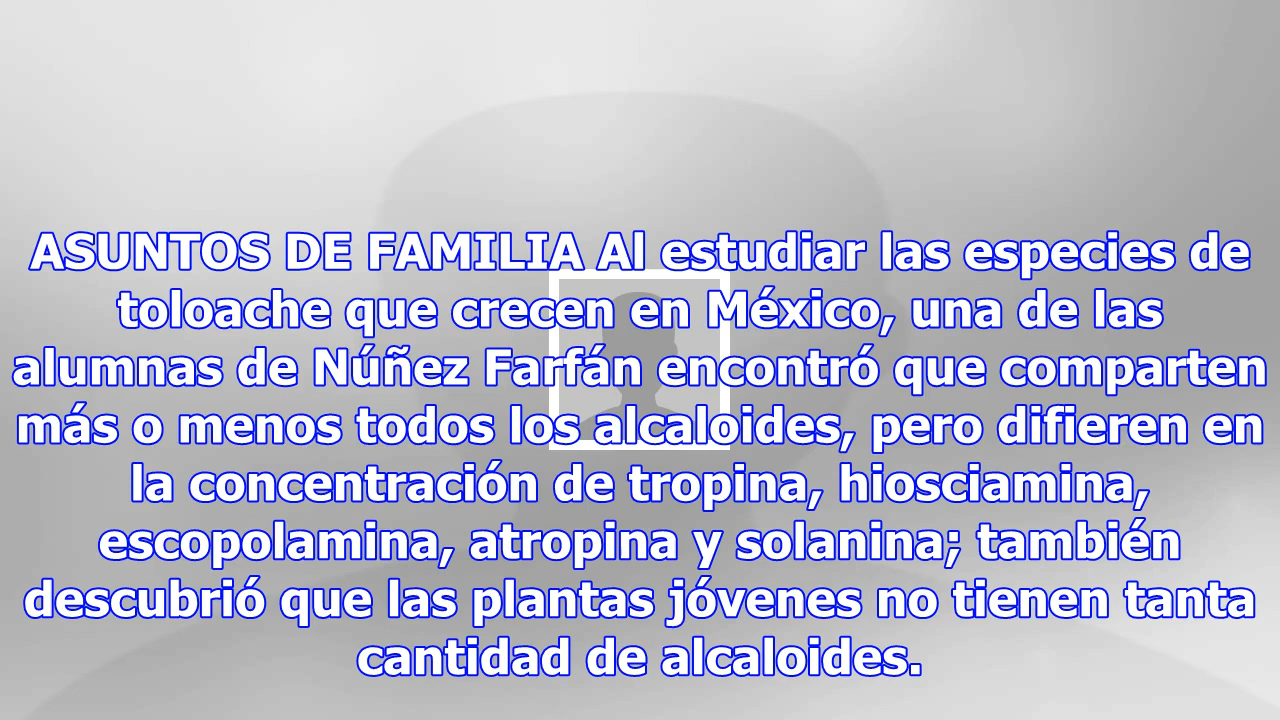 ASUNTOS DE FAMILIA Al estudiar las especies de
toloache que crecen en México, una de las
alumnas de Núñez Farfán encontró que comparten
más o menos todos los alcaloides, pero difieren en
la concentración de tropina, hiosciamina,
escopolamina, atropina y solanina; también
descubrió que las plantas jóvenes no tienen tanta
cantidad de alcaloides.